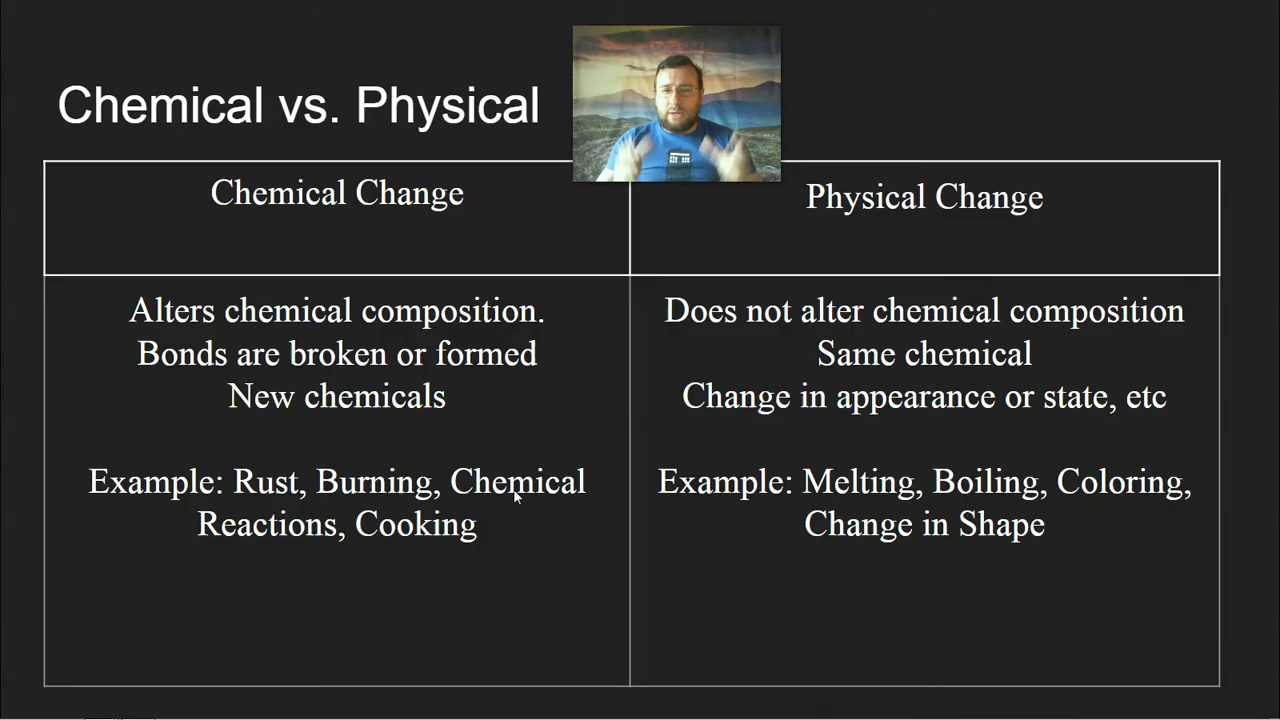 Chemical vs. Physical
Chemical Change
Alters chemical composition.
Bonds are broken or formed
New chemicals
Example: Rust, Burning, Chemical
Reactions, Cooking
Physical Change
Does not alter chemical composition
Same chemical
Change in appearance or state, etc
Example: Melting, Boiling, Coloring,
Change in Shape